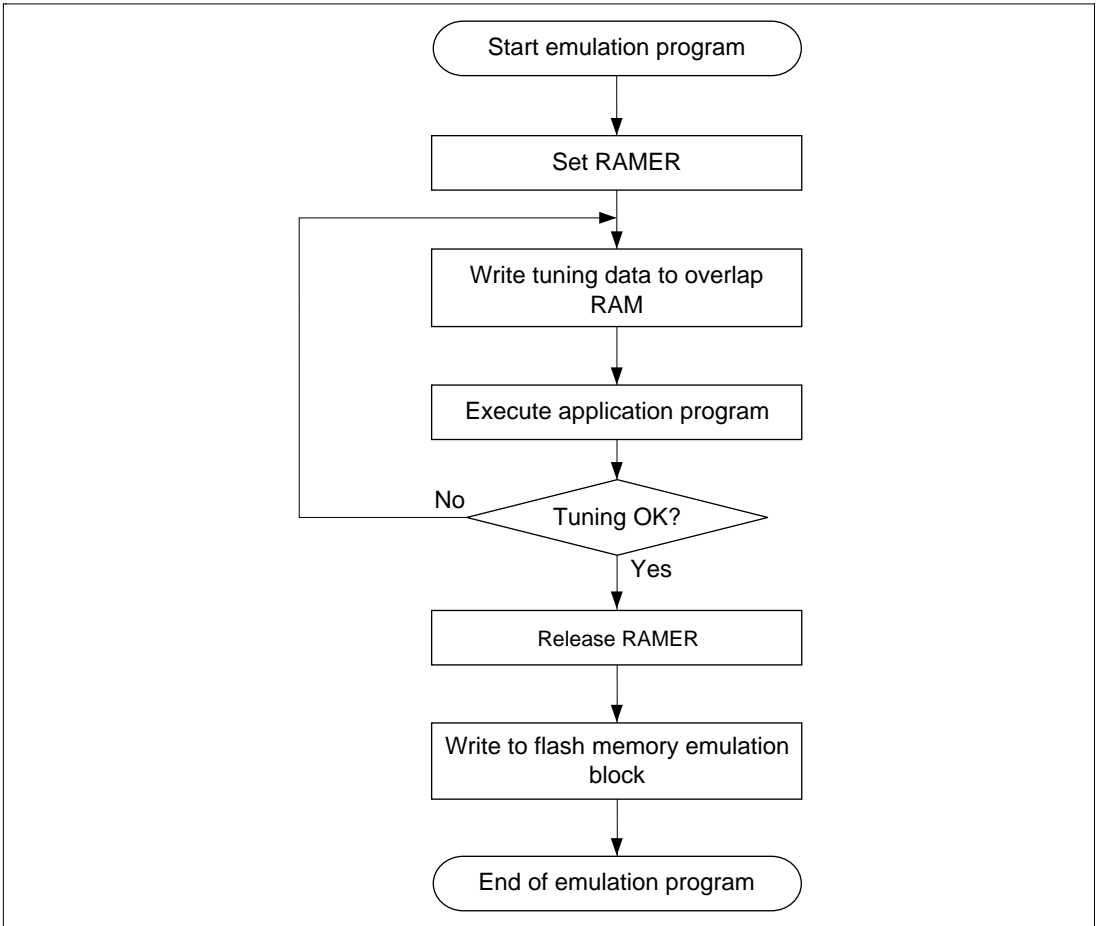 Start emulation program
Set RAMER
Write tuning data to overlap
RAM
Execute application program
No
Tuning OK?
Yes
Release RAMER
Write to flash memory emulation
block
End of emulation program